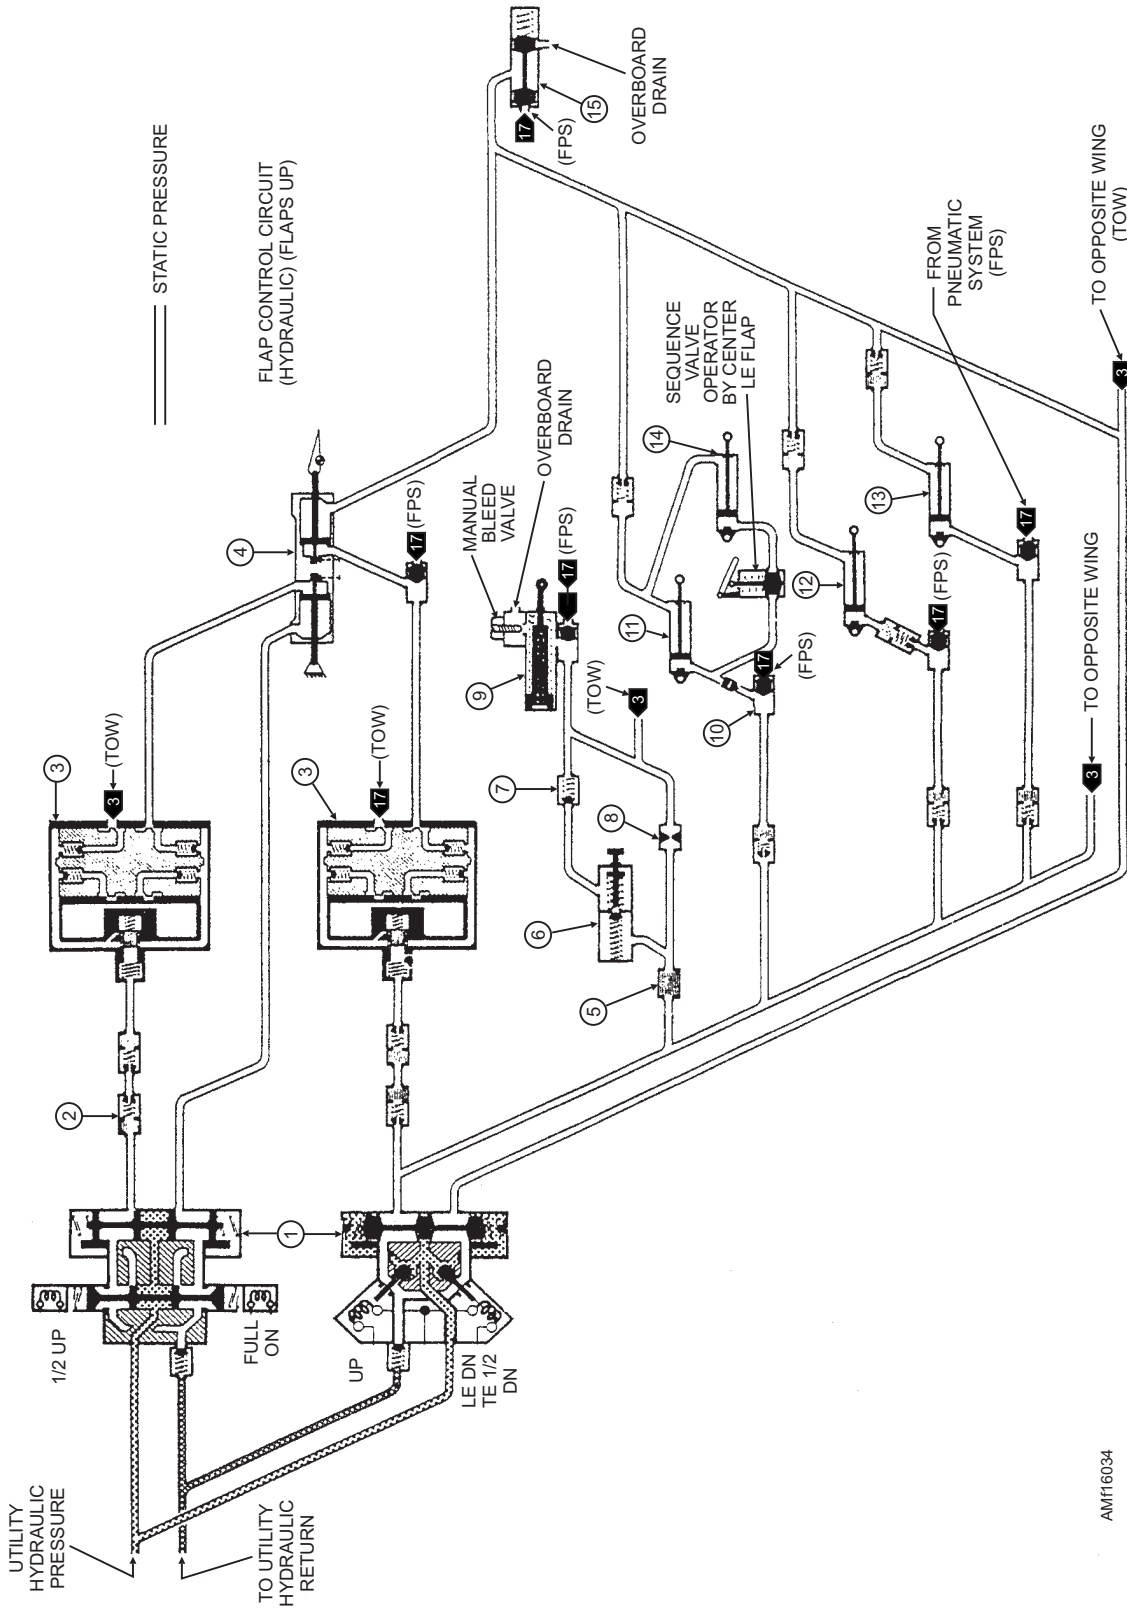 UTILITY
HYDRAULIC
PRESSURE
TO UTILITY
HYDRAULIC
RETURN
1/2 UP
FULL
ON
UP
LE DN
TE 1/2
DN
1
2
3
3
(TOW)
3
17
(TOW)
4
17
(FPS)
STATIC PRESSURE
FLAP CONTROL CIRCUIT
(HYDRAULIC) (FLAPS UP)
5
6
7
8
9
MANUAL
BLEED
VALVE
OVERBOARD
DRAIN
17
(FPS)
(TOW)
3
10
17
(FPS)
11
14
SEQUENCE
VALVE
OPERATOR
BY CENTER
LE FLAP
12
17
(FPS)
13
17
FROM
PNEUMATIC
SYSTEM
(FPS)
15
17
(FPS)
OVERBOARD
DRAIN
3
TO OPPOSITE WING
3
TO OPPOSITE WING
(TOW)
AMf16034